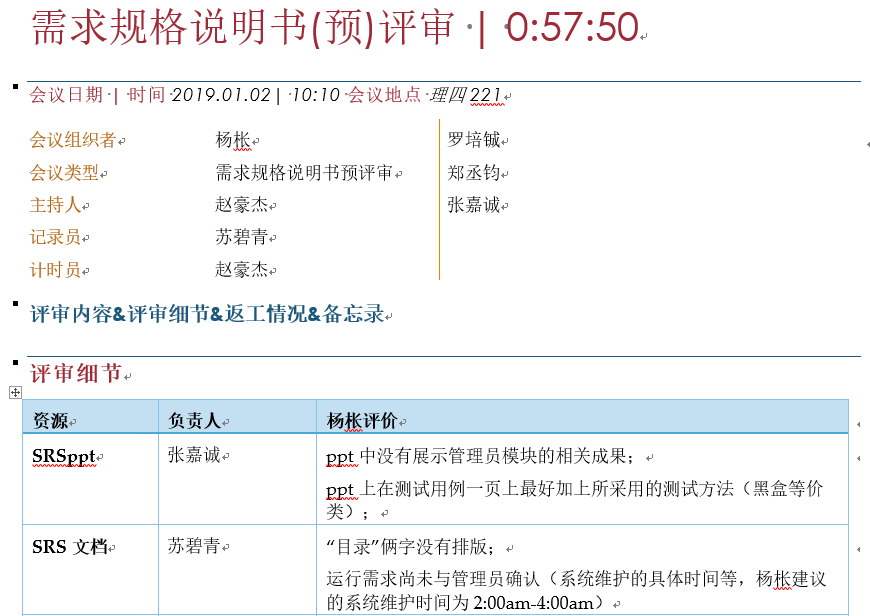 需求规格说明书(预)评审 | 0:57:50
会议日期 | 时间 2019.01.02 | 10:10 会议地点 理四 221
会议组织者 杨枨 罗培铖
会议类型 需求规格说明书预评审 郑丞钧
主持人 赵豪杰 张嘉诚
记录员 苏碧青
计时员 赵豪杰
评审内容&评审细节&返工情况&备忘录
评审细节
资源 负责人 杨枨评价
SRSppt 张嘉诚 ppt 中没有展示管理员模块的相关成果；
ppt 上在测试用例一页上最好加上所采用的测试方法（黑盒等价
类）；
SRS 文档 苏碧青 “目录”俩字没有排版；
运行需求尚未与管理员确认（系统维护的具体时间等，杨枨建议
的系统维护时间为 2:00am-4:00am）